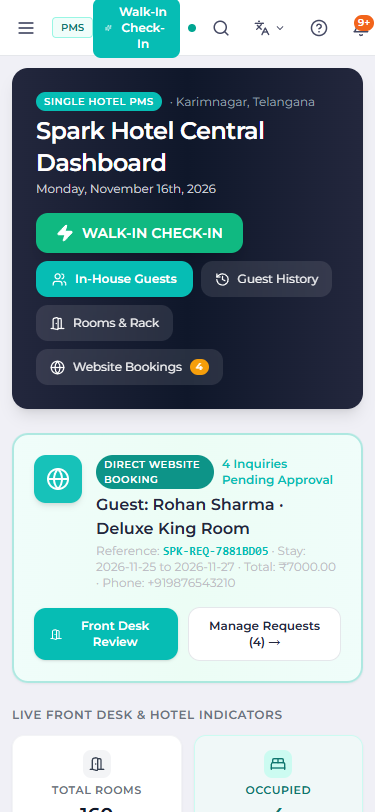 PMS
Walk-In
Check-
In
9+
SINGLE HOTEL PMS · Karimnagar, Telangana
Spark Hotel Central
Dashboard
Monday, November 16th, 2026
WALK-IN CHECK-IN
In-House Guests
Guest History
Rooms & Rack
Website Bookings 4
DIRECT WEBSITE
BOOKING
4 Inquiries
Pending Approval
Guest: Rohan Sharma ·
Deluxe King Room
Reference: SPK-REQ-7881BD05 · Stay:
2026-11-25 to 2026-11-27 · Total: ₹7000.00
· Phone: +919876543210
Front Desk
Review
Manage Requests
(4) →
LIVE FRONT DESK & HOTEL INDICATORS
TOTAL ROOMS
OCCUPIED